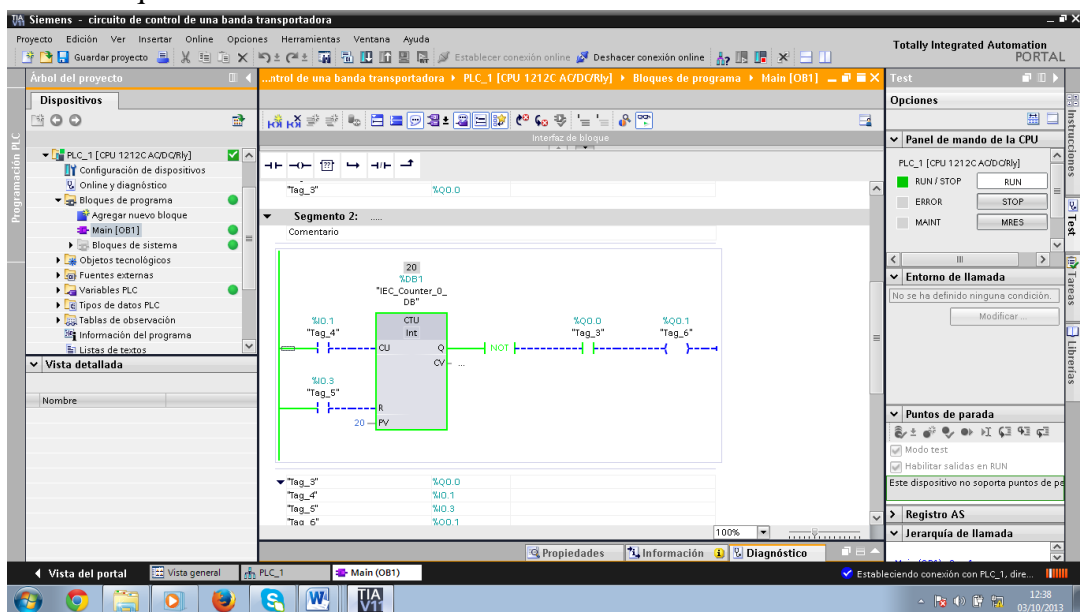 Siemens - circuito de control de una banda transportadora
Proyecto Edición Ver Insertar Online Opciones Herramientas Ventana Ayuda
Guardar proyecto
Establecer conexión online
Deshacer conexión online
Totally Integrated Automation
PORTAL
Árbol del proyecto
...ntrol de una banda transportadora
PLC_1 [CPU 1212C AC/DC/Rly]
Bloques de programa
Main [OB1]
Test
Dispositivos
Opciones
Programación PLC
PLC_1 [CPU 1212C AC/DC/Rly]
Configuración de dispositivos
Online y diagnóstico
Bloques de programa
Agregar nuevo bloque
Main [OB1]
Bloques de sistema
Objetos tecnológicos
Fuentes externas
Variables PLC
Tipos de datos PLC
Tablas de observación
Información del programa
Listas de textos
Vista detallada
Nombre
Interfaz de bloque
"Tag_3" %Q0.0
Segmento 2: .....
Comentario
20
%DB1
"IEC_Counter_0_
DB"
CTU
Int
%I0.1
"Tag_4"
CU Q
NOT
%Q0.0
"Tag_3"
%Q0.1
"Tag_6"
CV ...
%I0.3
"Tag_5"
R
20 PV
"Tag_3" %Q0.0
"Tag_4" %I0.1
"Tag_5" %I0.3
"Tag_6" %Q0.1
100%
Propiedades
Información
Diagnóstico
Panel de mando de la CPU
PLC_1 [CPU 1212C AC/DC/Rly]
RUN / STOP RUN
ERROR STOP
MAINT MRES
Entorno de llamada
No se ha definido ninguna condición.
Modificar ...
Puntos de parada
Modo test
Habilitar salidas en RUN
Este dispositivo no soporta puntos de pa
Registro AS
Jerarquía de llamada
Instrucciones
Test
Tareas
Librerías
Vista del portal
Vista general
PLC_1
Main (OB1)
Estableciendo conexión con PLC_1, dire...
TIA
V11
12:38
03/10/2013